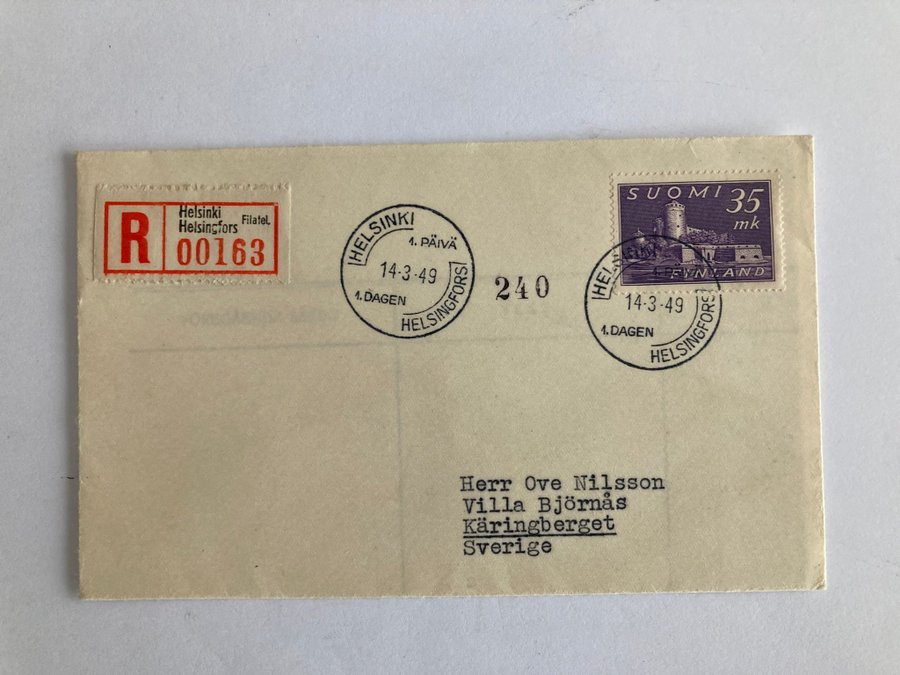 R
Helsinki
Helsingfors Filatel.
00163
HELSINKI
1. PÄIVÄ
14-3-49
1. DAGEN
HELSINGFORS
240
SUOMI 35
mk
FINLAND
HELSINKI
14-3-49
1. DAGEN
HELSINGFORS
Herr Ove Nilsson
Villa Björnås
Käringberget
Sverige